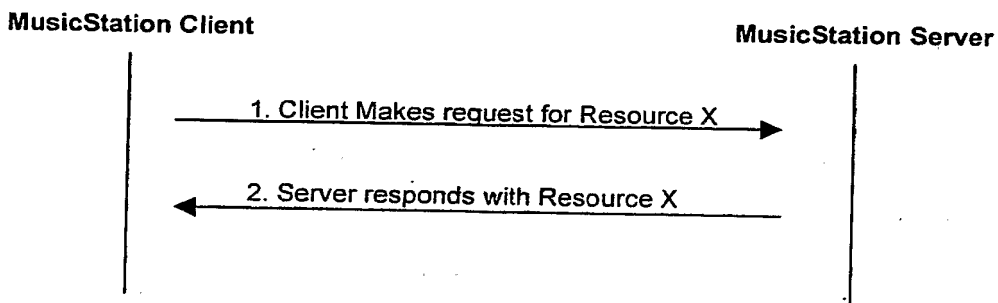 MusicStation Client
MusicStation Server
1. Client Makes request for Resource X
2. Server responds with Resource X